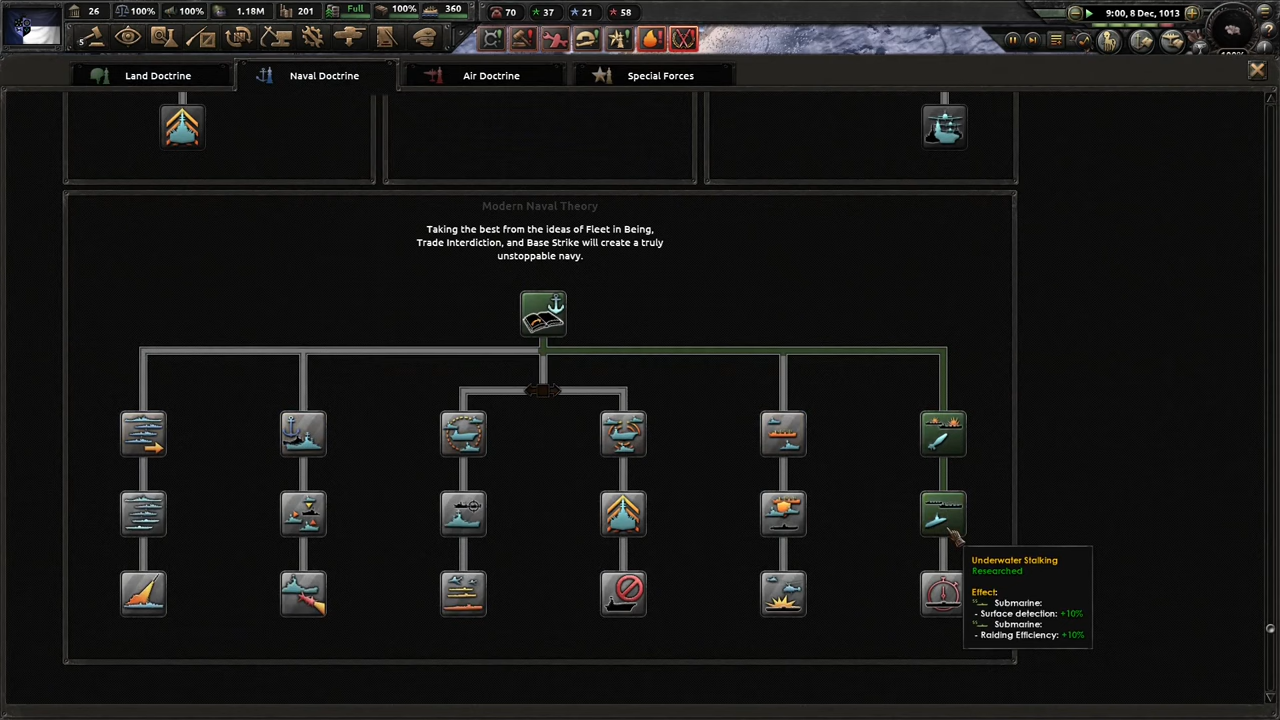 26
100%
100%
1.18M
201
Full
100%
360
70
37
21
58
9:00, 8 Dec, 1013
5
Land Doctrine
Naval Doctrine
Air Doctrine
Special Forces
Modern Naval Theory
Taking the best from the ideas of Fleet in Being,
Trade Interdiction, and Base Strike will create a truly
unstoppable navy.
Underwater Stalking
Researched
Effect:
Submarine:
- Surface detection: +10%
Submarine:
- Raiding Efficiency: +10%